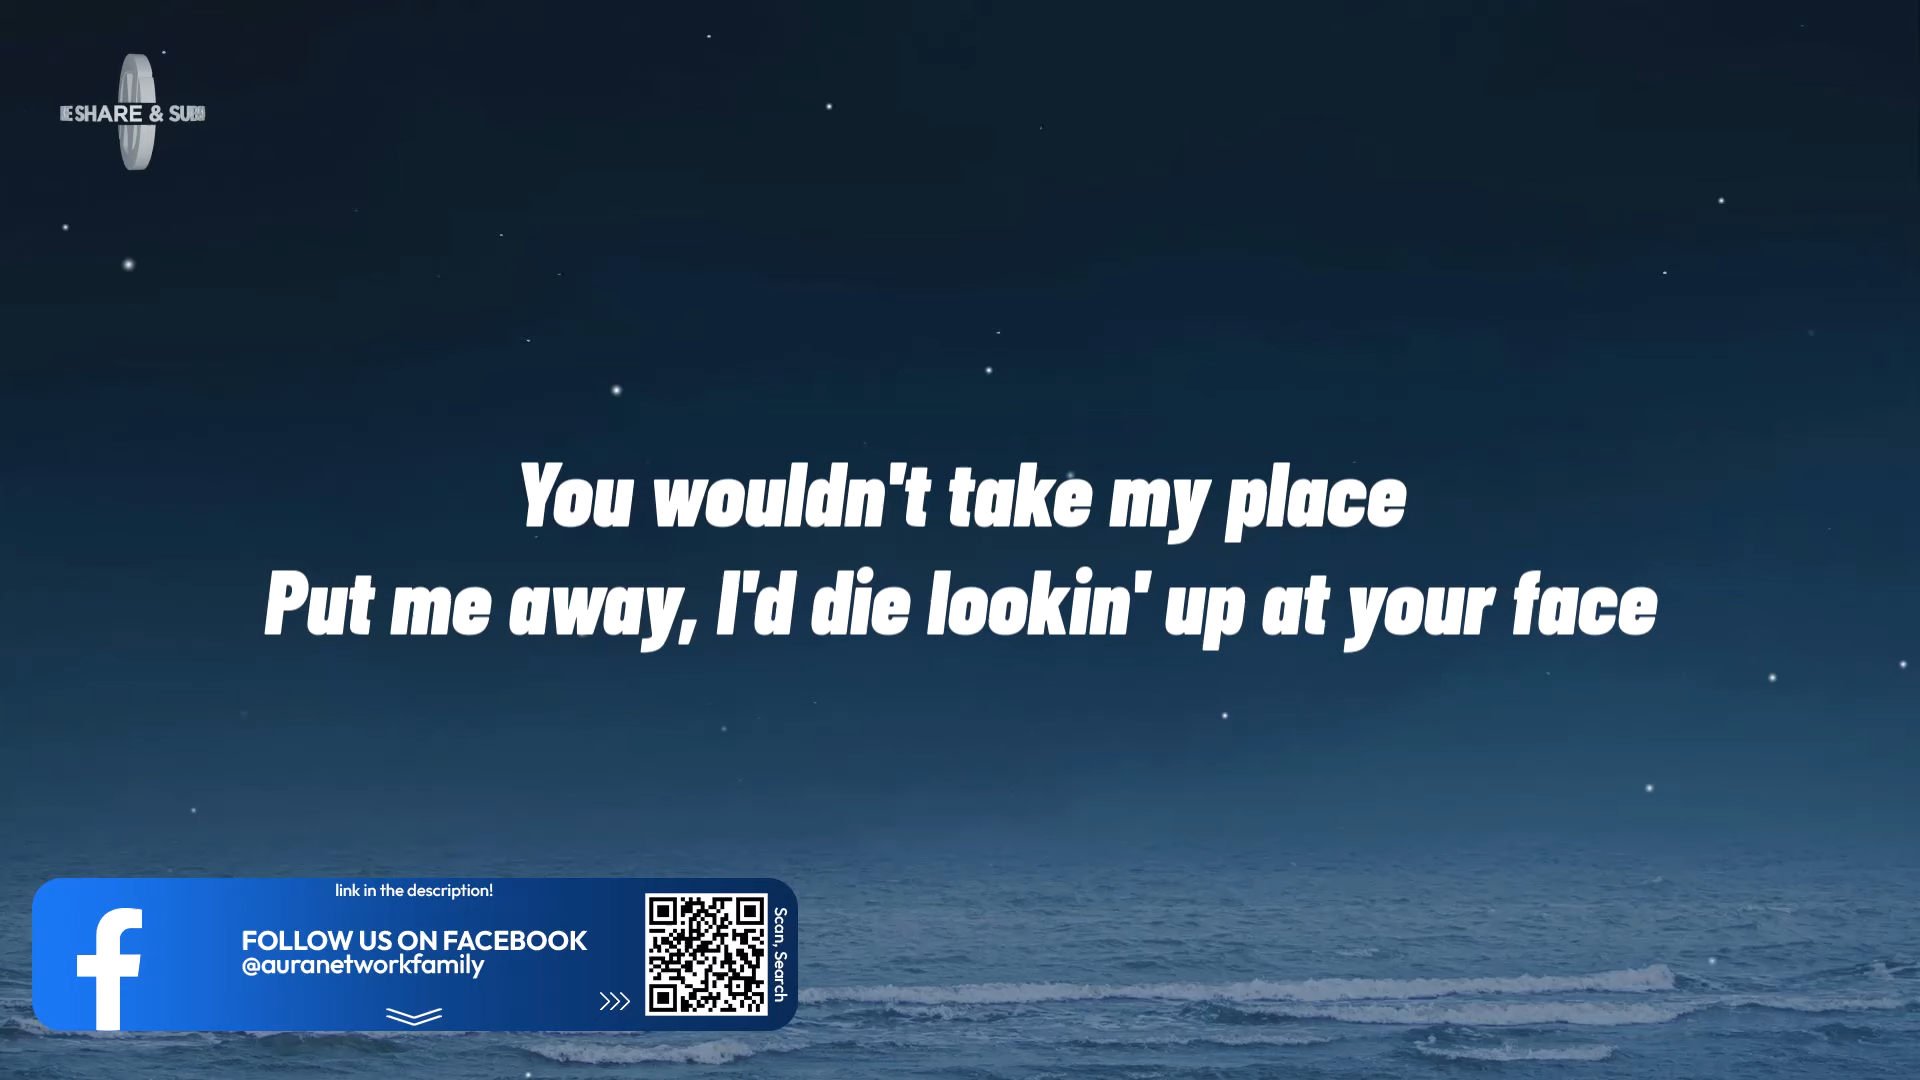 SHARE & SUB
You wouldn't take my place
Put me away, I'd die lookin' up at your face
link in the description!
FOLLOW US ON FACEBOOK
@auranetworkfamily
Scan, Search